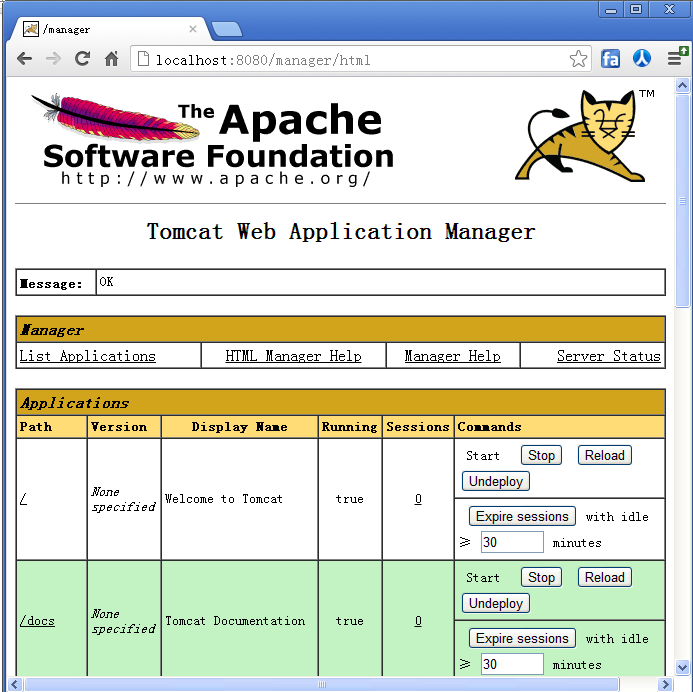 /manager
localhost:8080/manager/html
The Apache
Software Foundation
http://www.apache.org/
TM
Tomcat Web Application Manager
Message: OK
Manager
List Applications HTML Manager Help Manager Help Server Status
Applications
Path Version Display Name Running Sessions Commands
/ None specified Welcome to Tomcat true 0 Start Stop Reload
Undeploy
Expire sessions with idle
≥ 30 minutes
/docs None specified Tomcat Documentation true 0 Start Stop Reload
Undeploy
Expire sessions with idle
≥ 30 minutes